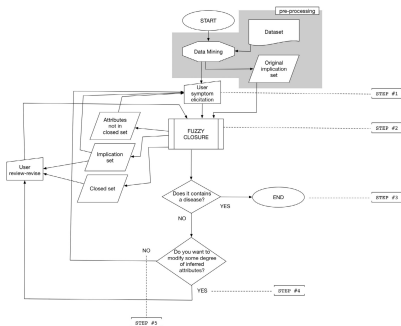 pre-processing
START
Dataset
Data Mining
Original
implication
set
User
symptom
elicitation
STEP #1
Attributes
not in
closed set
FUZZY
CLOSURE
STEP #2
Implication
set
User
review-revise
Closed set
Does it contains
a disease?
YES
END
STEP #3
NO
NO
Do you want to
modify some degree
of inferred
attributes?
YES
STEP #4
STEP #5